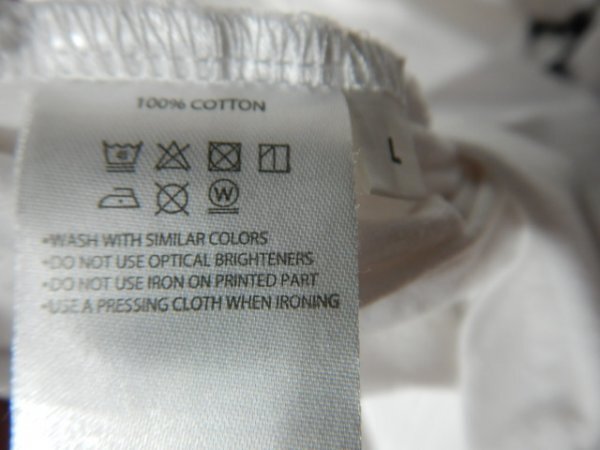 100% COTTON
L
W
•WASH WITH SIMILAR COLORS
•DO NOT USE OPTICAL BRIGHTENERS
•DO NOT USE IRON ON PRINTED PART
•USE A PRESSING CLOTH WHEN IRONING